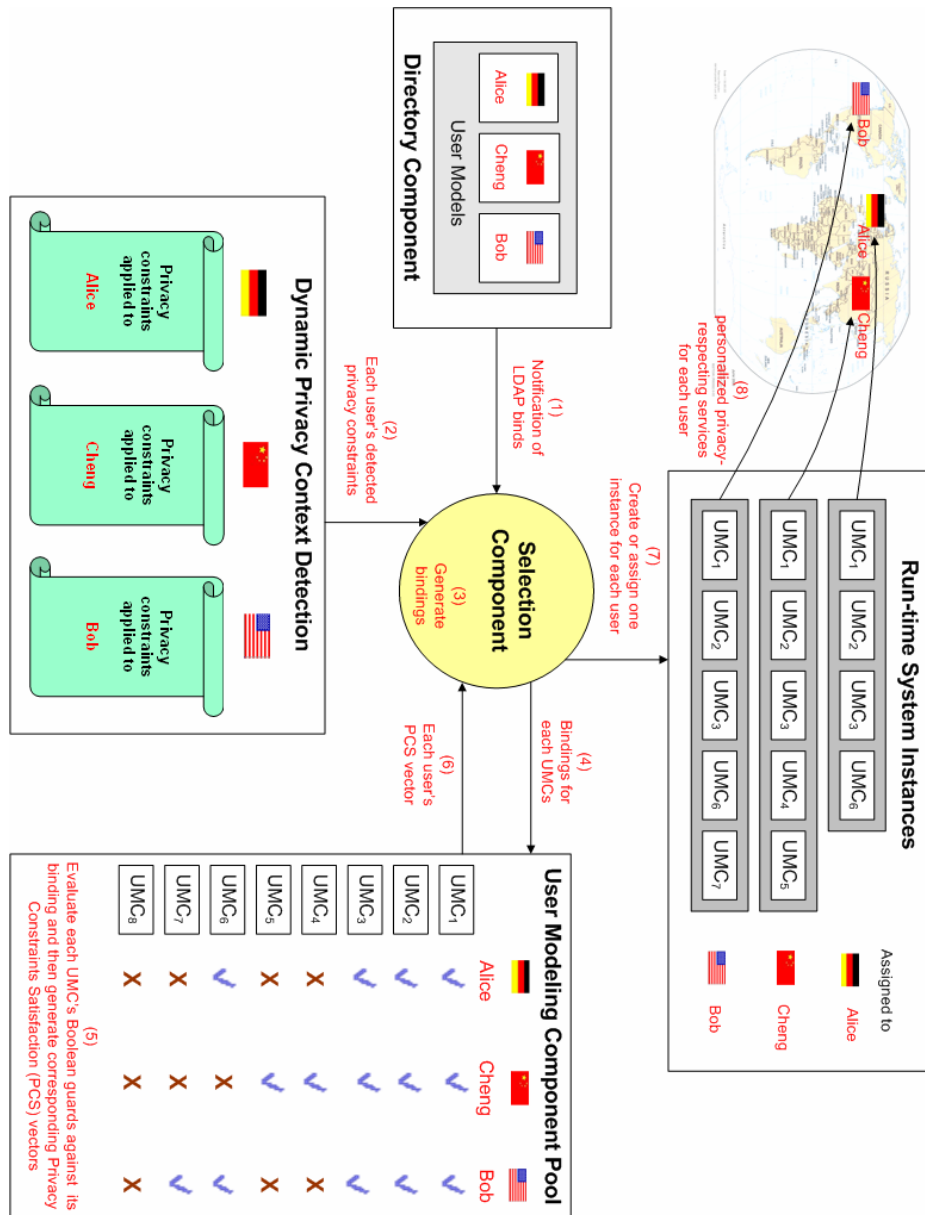 Directory Component
User Models
Alice
Cheng
Bob
Bob
Alice
Cheng
RUSSIA
(8)
personalized privacy-
respecting services
for each user
(1)
Notification of
LDAP binds
Dynamic Privacy Context Detection
Privacy
constraints
applied to
Alice
Privacy
constraints
applied to
Cheng
Privacy
constraints
applied to
Bob
(2)
Each user's detected
privacy constraints
Selection
Component
(3)
Generate
bindings
(7)
Create or assign one
instance for each user
(4)
Bindings for
each UMCs
(6)
Each user's
PCS vector
Run-time System Instances
Assigned to
UMC₁ UMC₂ UMC₃ UMC₆ Alice
UMC₁ UMC₂ UMC₃ UMC₄ UMC₅ Cheng
UMC₁ UMC₂ UMC₃ UMC₆ UMC₇ Bob
User Modeling Component Pool
Alice Cheng Bob
UMC₁
UMC₂
UMC₃
UMC₄ X X
UMC₅ X X
UMC₆ X
UMC₇ X X
UMC₈ X X X
(5)
Evaluate each UMC's Boolean guards against its
binding and then generate corresponding Privacy
Constraints Satisfaction (PCS) vectors